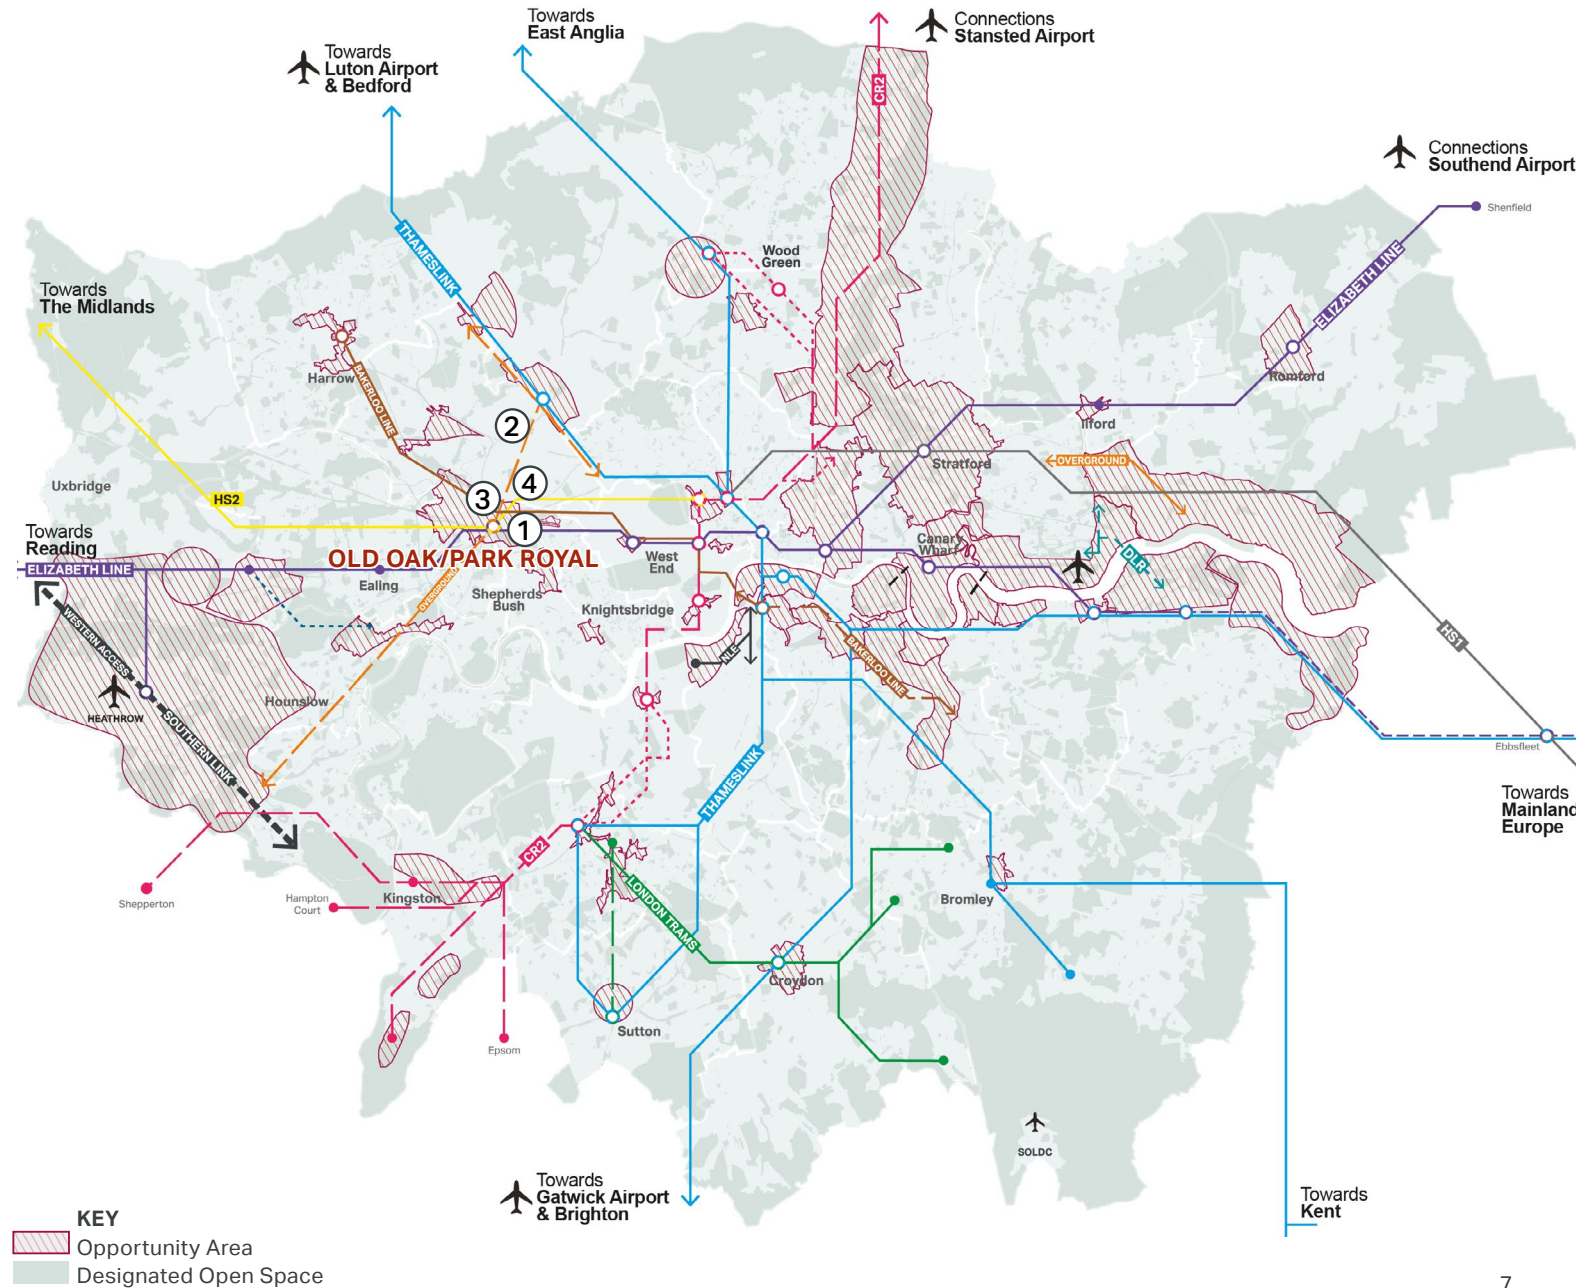 Towards
East Anglia
Connections
Stansted Airport
Towards
Luton Airport
& Bedford
CR2
Connections
Southend Airport
Shenfield
THAMESLINK
Wood
Green
ELIZABETH LINE
Towards
The Midlands
Harrow
BAKERLOO LINE
Romford
Ilford
2
Stratford
OVERGROUND
Uxbridge
HS2
3
4
1
Towards
Reading
ELIZABETH LINE
OLD OAK/PARK ROYAL
West
End
Canary
Wharf
DLR
Ealing
OVERGROUND
Shepherds
Bush
Knightsbridge
WESTERN ACCESS
NLE
BAKERLOO LINE
HS1
HEATHROW
Hounslow
SOUTHERN LINK
Ebbsfleet
THAMESLINK
Towards
Mainland
Europe
CR2
Shepperton
Hampton
Court
Kingston
LONDON TRAMS
Bromley
Croydon
Sutton
Epsom
SOLDC
Towards
Gatwick Airport
& Brighton
Towards
Kent
KEY
Opportunity Area
Designated Open Space
7